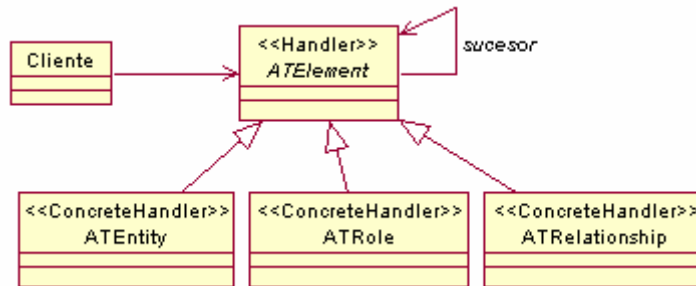 <<Handler>>
sucesor
Cliente
ATElement
<<ConcreteHandler>>
ATEntity
<<ConcreteHandler>>
ATRole
<<ConcreteHandler>>
ATRelationship